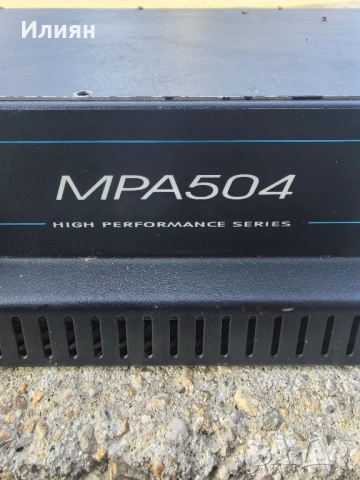 Илиян
MPA504
HIGH PERFORMANCE SERIES